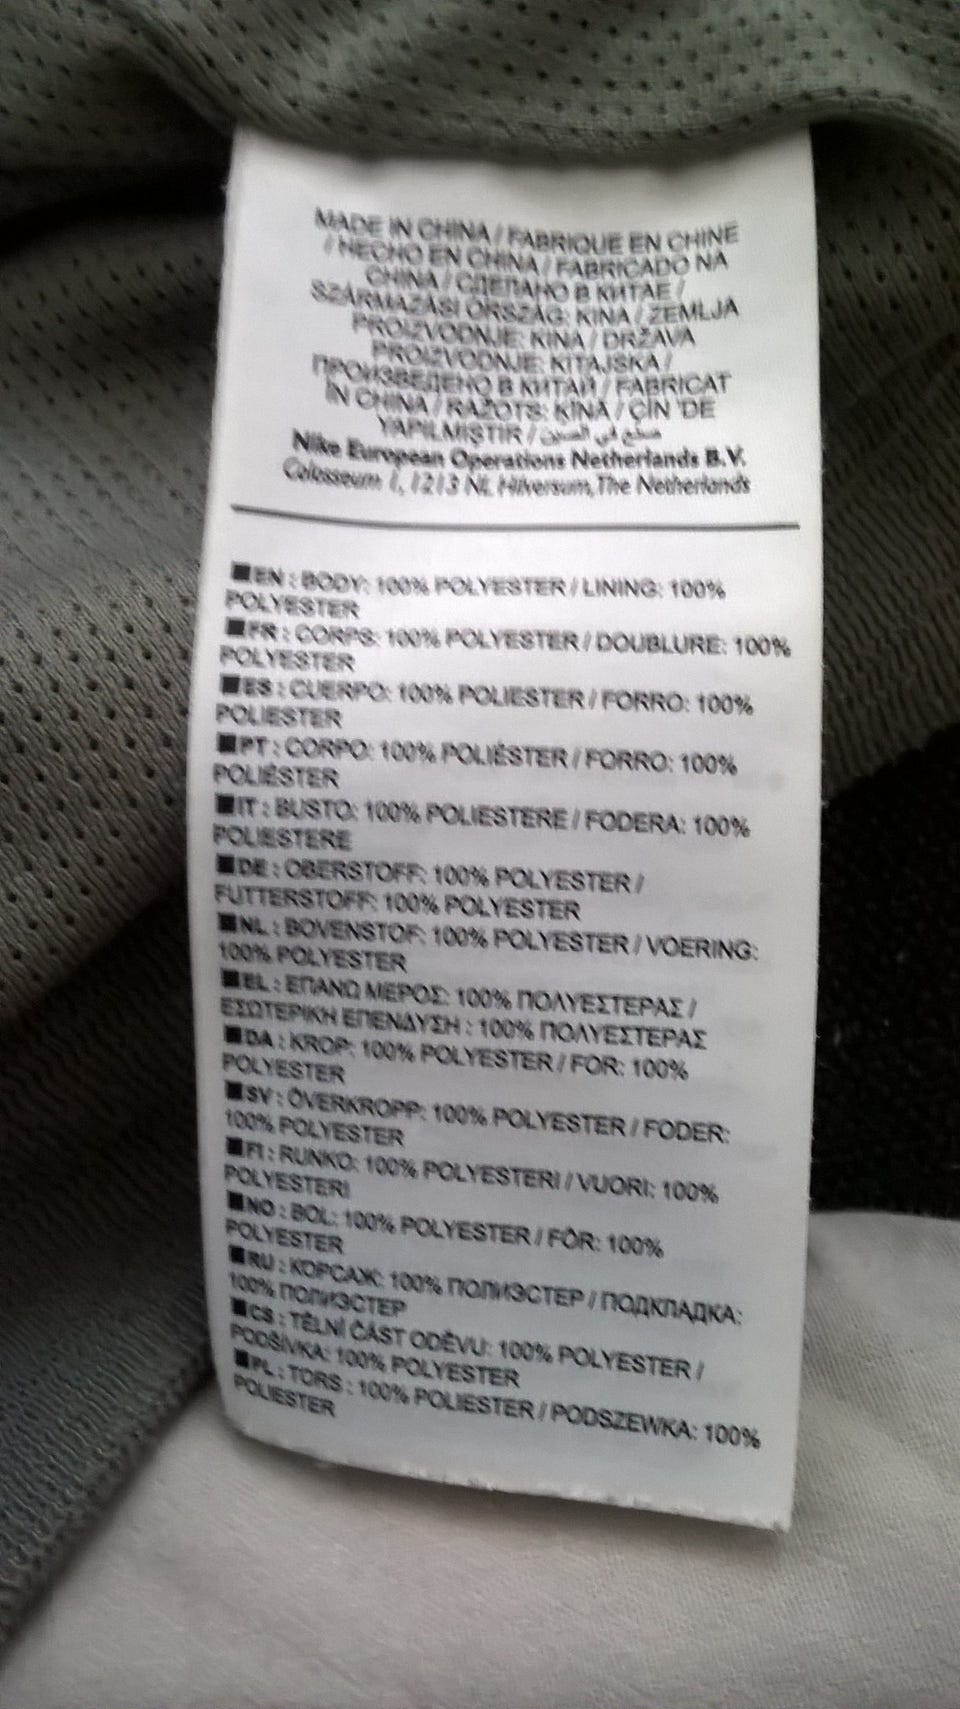 MADE IN CHINA / FABRIQUE EN CHINE
/ HECHO EN CHINA / FABRICADO NA
CHINA / СДЕЛАНО В КИТАЕ /
SZÁRMAZÁSI ORSZÁG: KINA / ZEMLJA
PROIZVODNJE: KINA / DRŽAVA
PROIZVODNJE: KITAJSKA /
ПРОИЗВЕДЕНО В КИТАЙ / FABRICAT
ÎN CHINA / RAŽOTS: ĶĪNA / ÇİN 'DE
YAPILMIŞTIR / صنع في الصين
Nike European Operations Netherlands B.V.
Colosseum 1, 1213 NL Hilversum, The Netherlands
■EN : BODY: 100% POLYESTER / LINING: 100%
POLYESTER
■FR : CORPS: 100% POLYESTER / DOUBLURE: 100%
POLYESTER
■ES : CUERPO: 100% POLIESTER / FORRO: 100%
POLIESTER
■PT : CORPO: 100% POLIÉSTER / FORRO: 100%
POLIÉSTER
■IT : BUSTO: 100% POLIESTERE / FODERA: 100%
POLIESTERE
■DE : OBERSTOFF: 100% POLYESTER /
FUTTERSTOFF: 100% POLYESTER
■NL : BOVENSTOF: 100% POLYESTER / VOERING:
100% POLYESTER
■EL : ΕΠΑΝΩ ΜΕΡΟΣ: 100% ΠΟΛΥΕΣΤΕΡΑΣ /
ΕΣΩΤΕΡΙΚΗ ΕΠΕΝΔΥΣΗ : 100% ΠΟΛΥΕΣΤΕΡΑΣ
■DA : KROP: 100% POLYESTER / FOR: 100%
POLYESTER
■SV : ÖVERKROPP: 100% POLYESTER / FODER:
100% POLYESTER
■FI : RUNKO: 100% POLYESTERI / VUORI: 100%
POLYESTERI
■NO : BOL: 100% POLYESTER / FÔR: 100%
POLYESTER
■RU : КОРСАЖ: 100% ПОЛИЭСТЕР / ПОДКЛАДКА:
100% ПОЛИЭСТЕР
■CS : TĚLNÍ ČÁST ODĚVU: 100% POLYESTER /
PODŠÍVKA: 100% POLYESTER
■PL : TORS : 100% POLIESTER / PODSZEWKA: 100%
POLIESTER